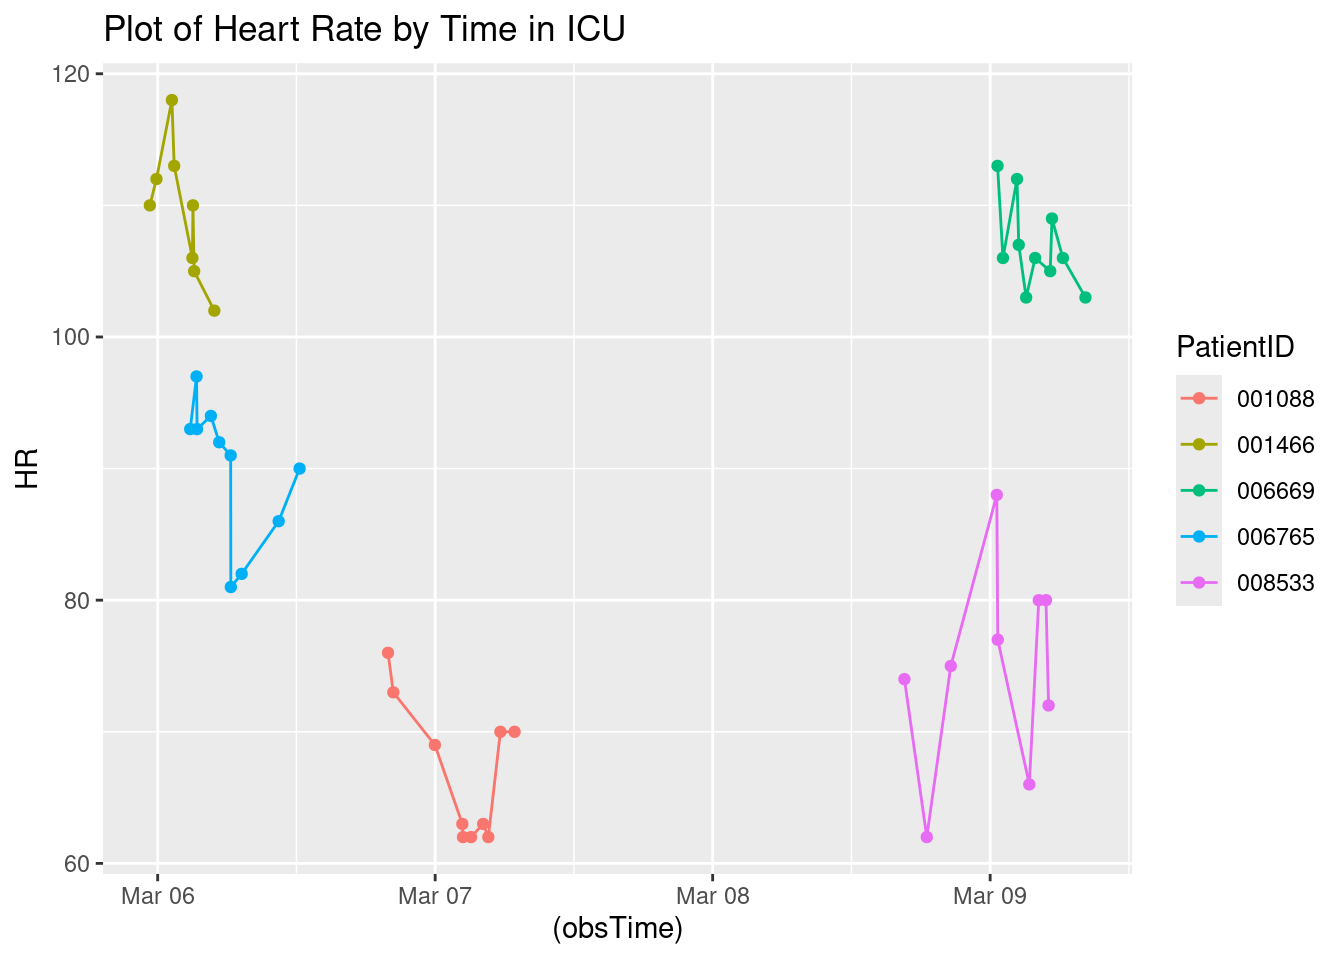 Plot of Heart Rate by Time in ICU
120
100
80
60
HR
Mar 06
Mar 07
Mar 08
Mar 09
(obsTime)
PatientID
001088
001466
006669
006765
008533